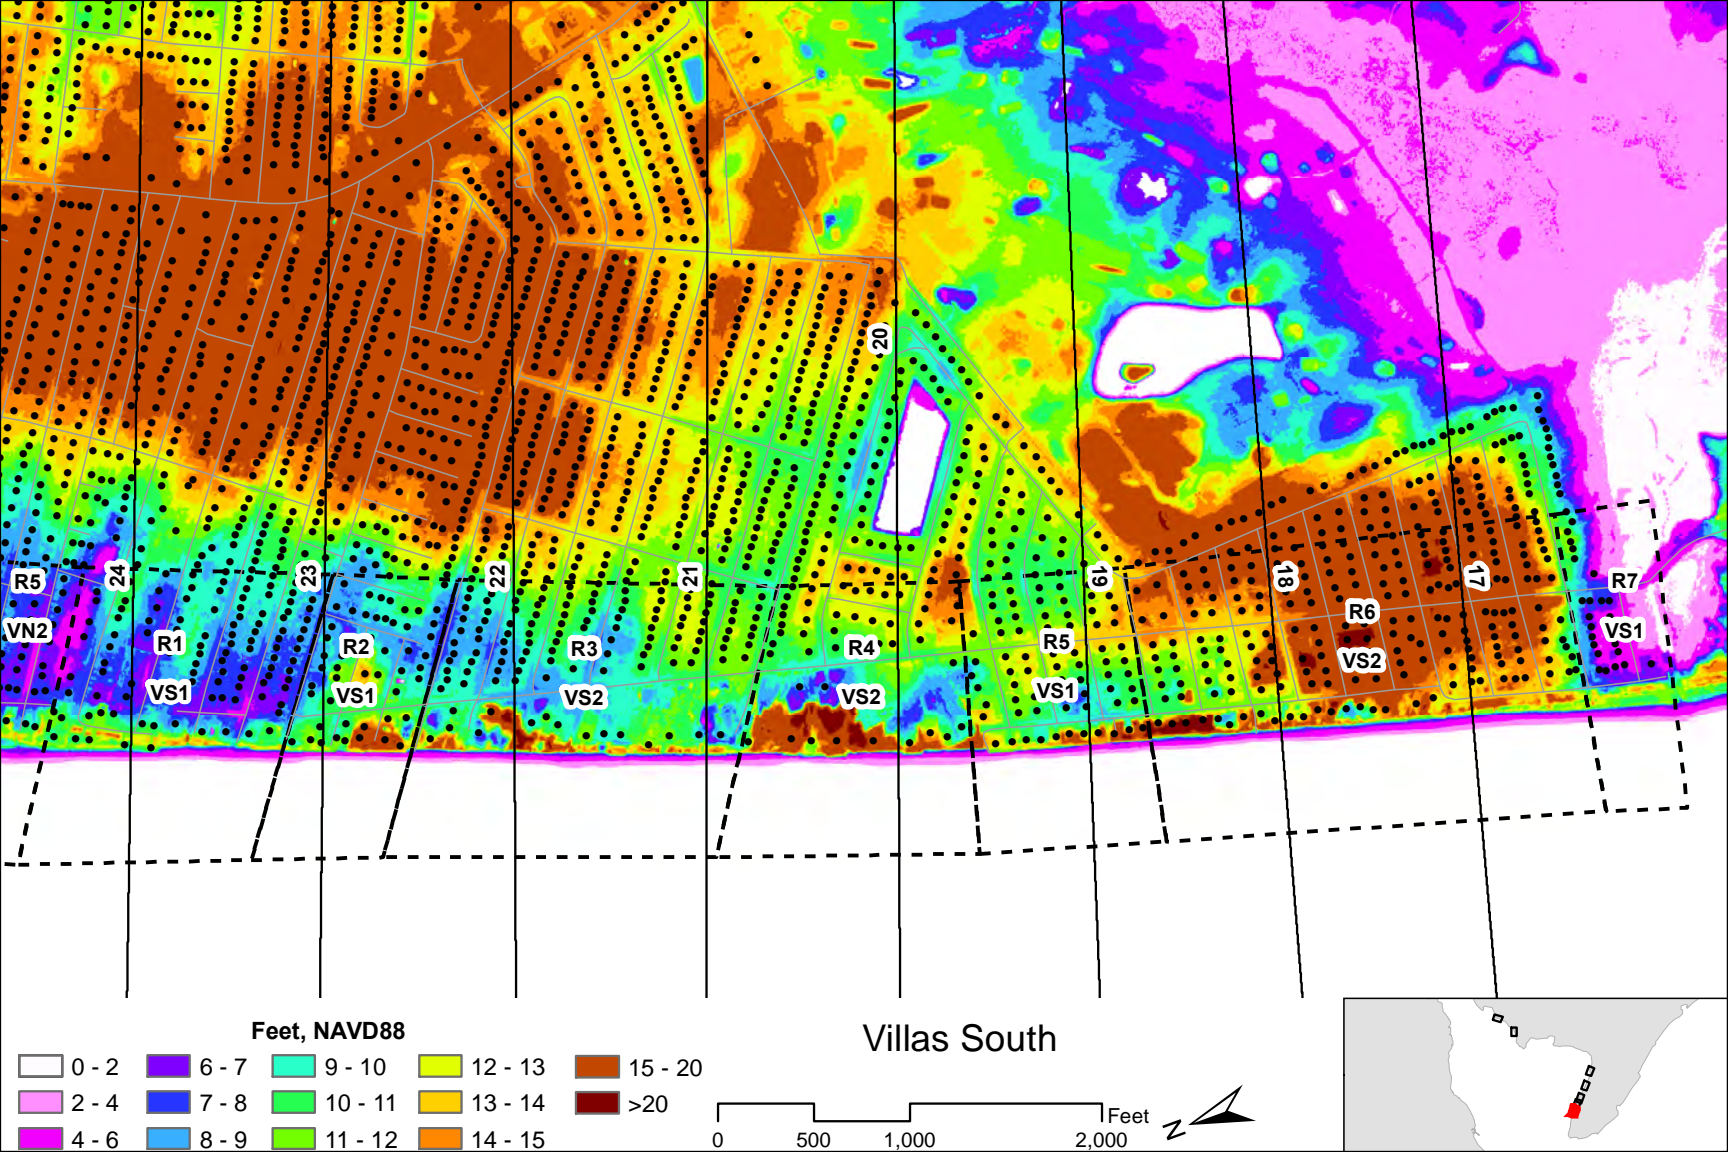 20
R5
24
23
22
21
19
18
17
R7
VN2
R1
R2
R3
R4
R5
R6
VS1
VS1
VS1
VS2
VS2
VS1
VS2
Feet, NAVD88
0 - 2
6 - 7
9 - 10
12 - 13
15 - 20
2 - 4
7 - 8
10 - 11
13 - 14
>20
4 - 6
8 - 9
11 - 12
14 - 15
Villas South
Feet
0 500 1,000 2,000
N